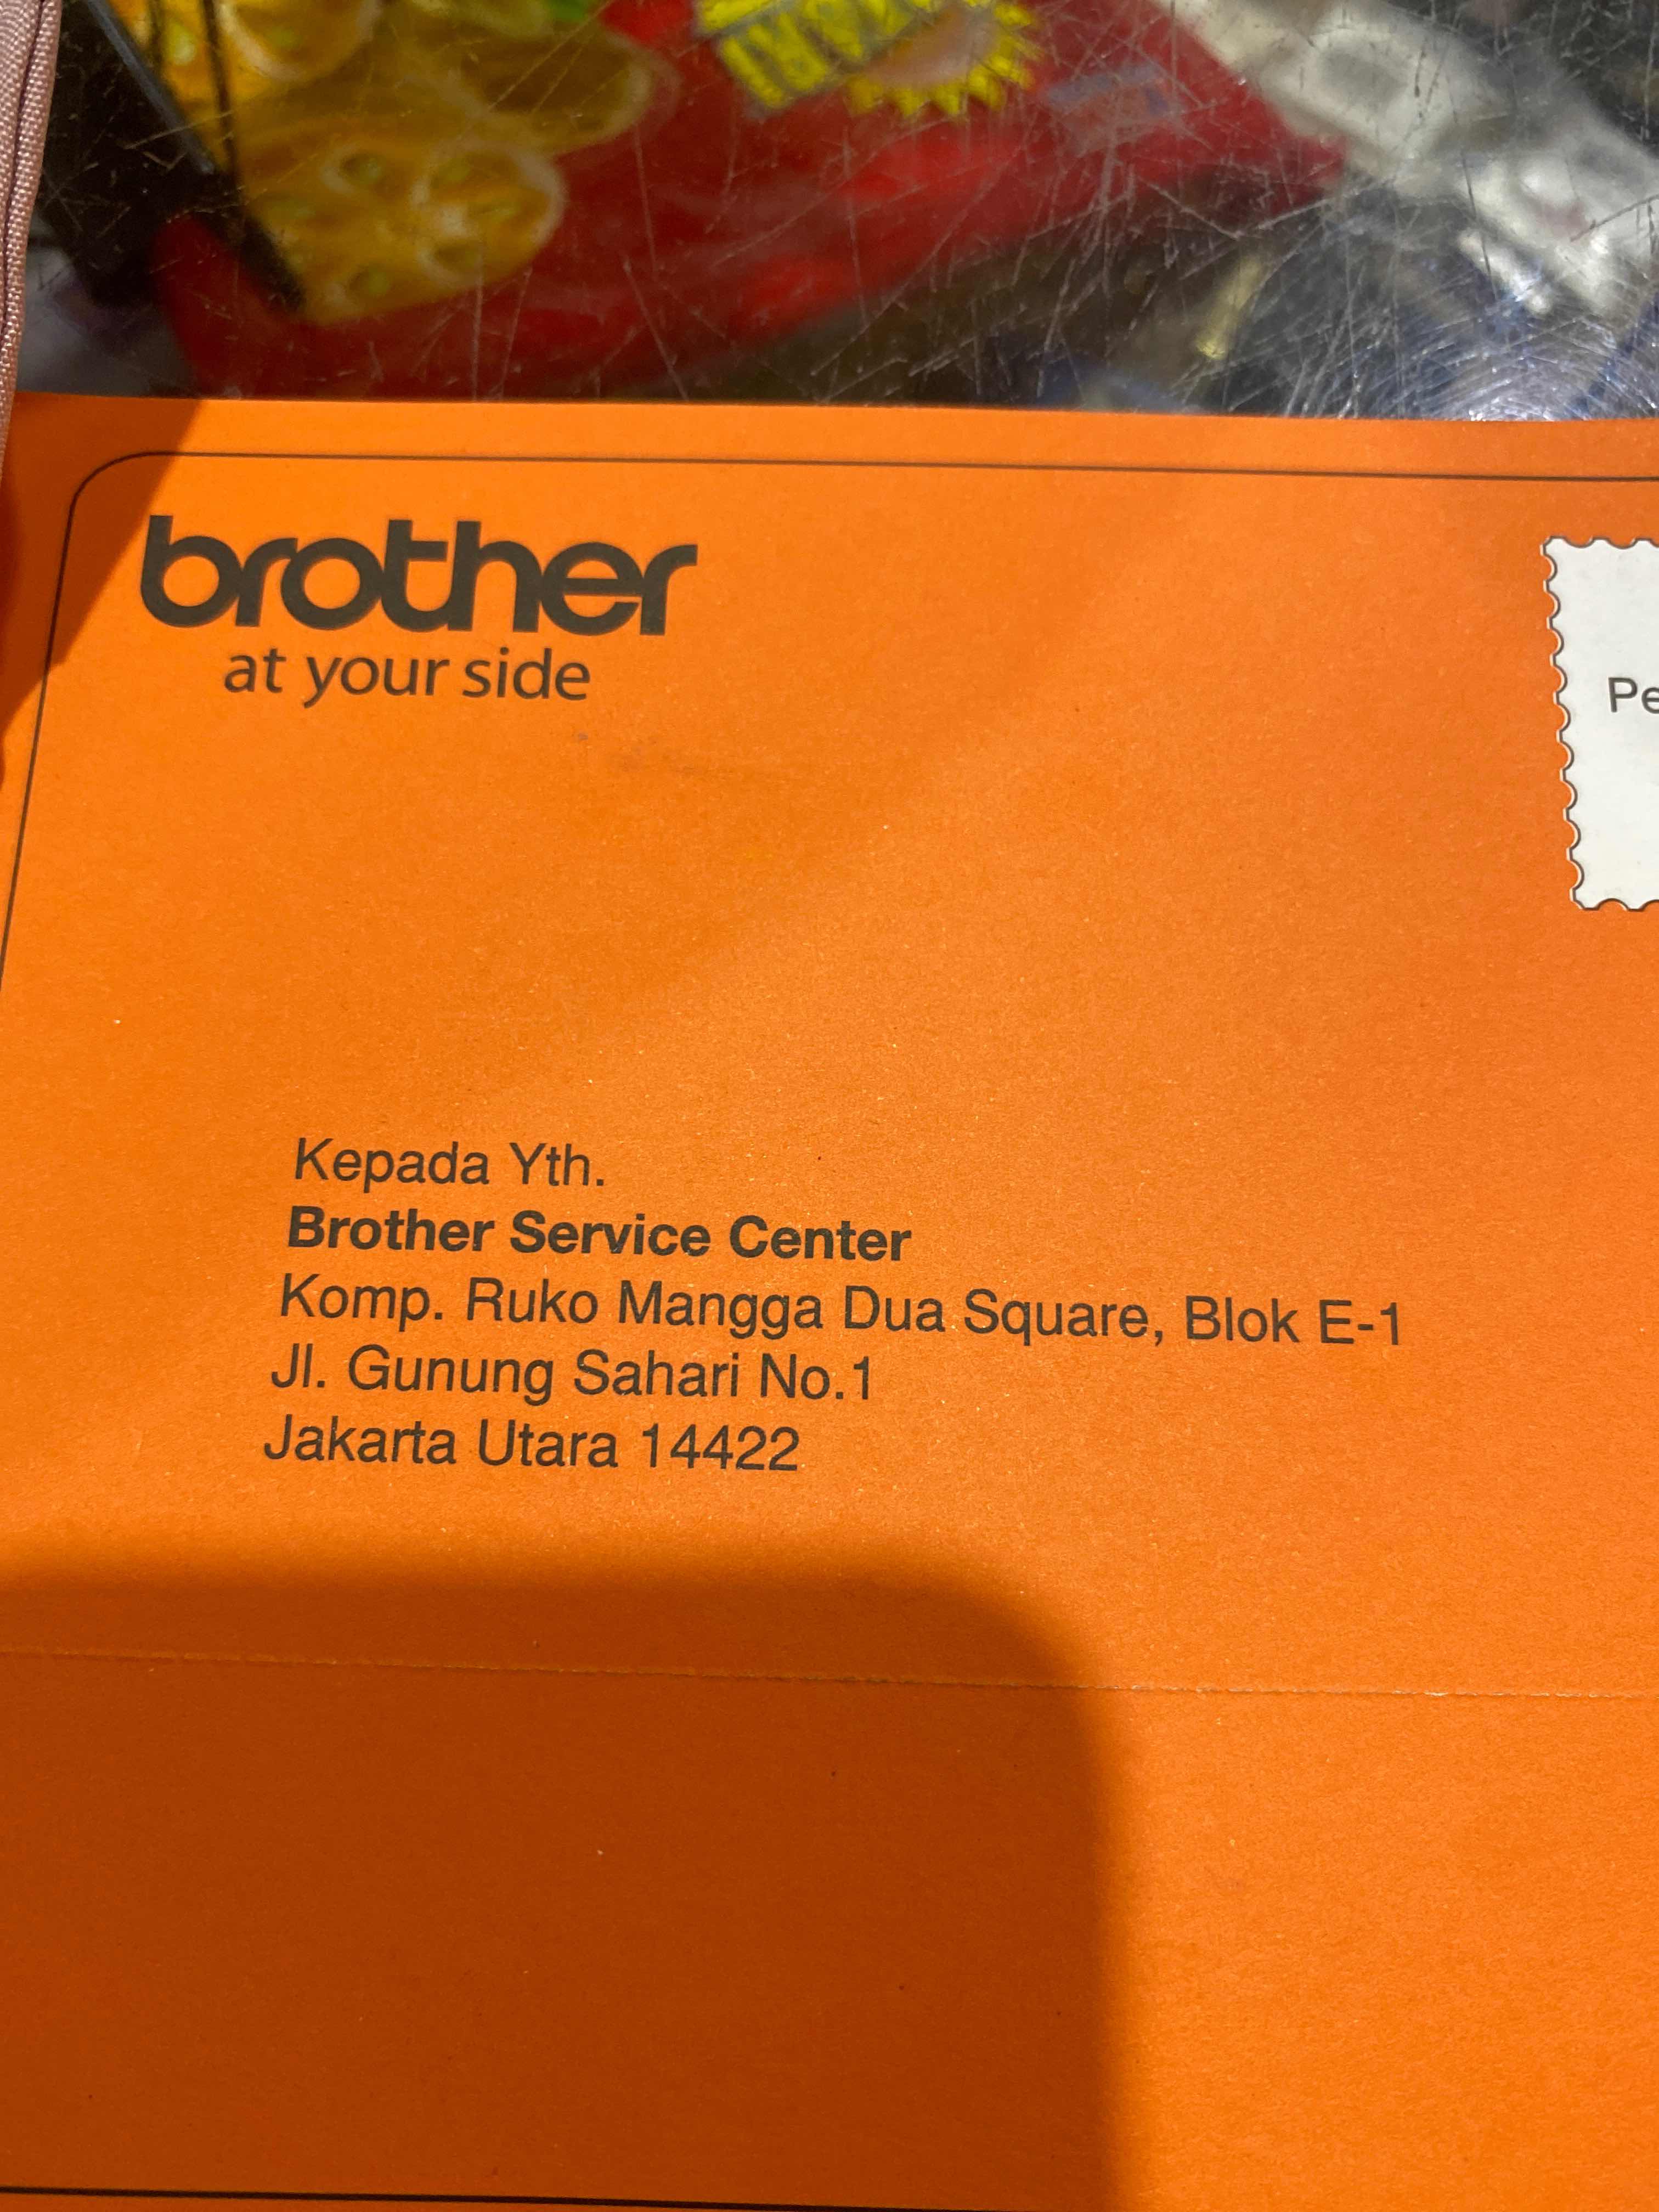 brother
at your side
Kepada Yth.
Brother Service Center
Komp. Ruko Mangga Dua Square, Blok E-1
Jl. Gunung Sahari No.1
Jakarta Utara 14422